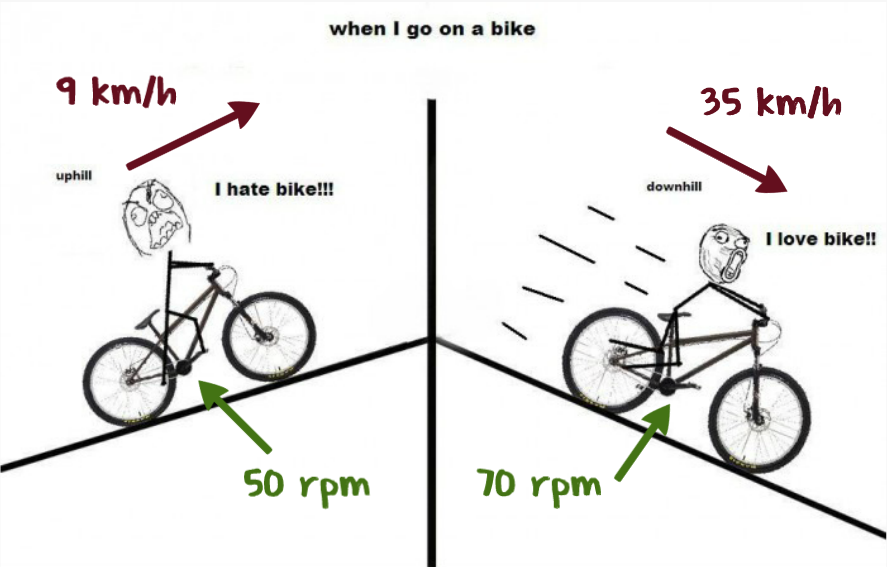 when I go on a bike
9 km/h
uphill
I hate bike!!!
50 rpm
35 km/h
downhill
I love bike!!
70 rpm